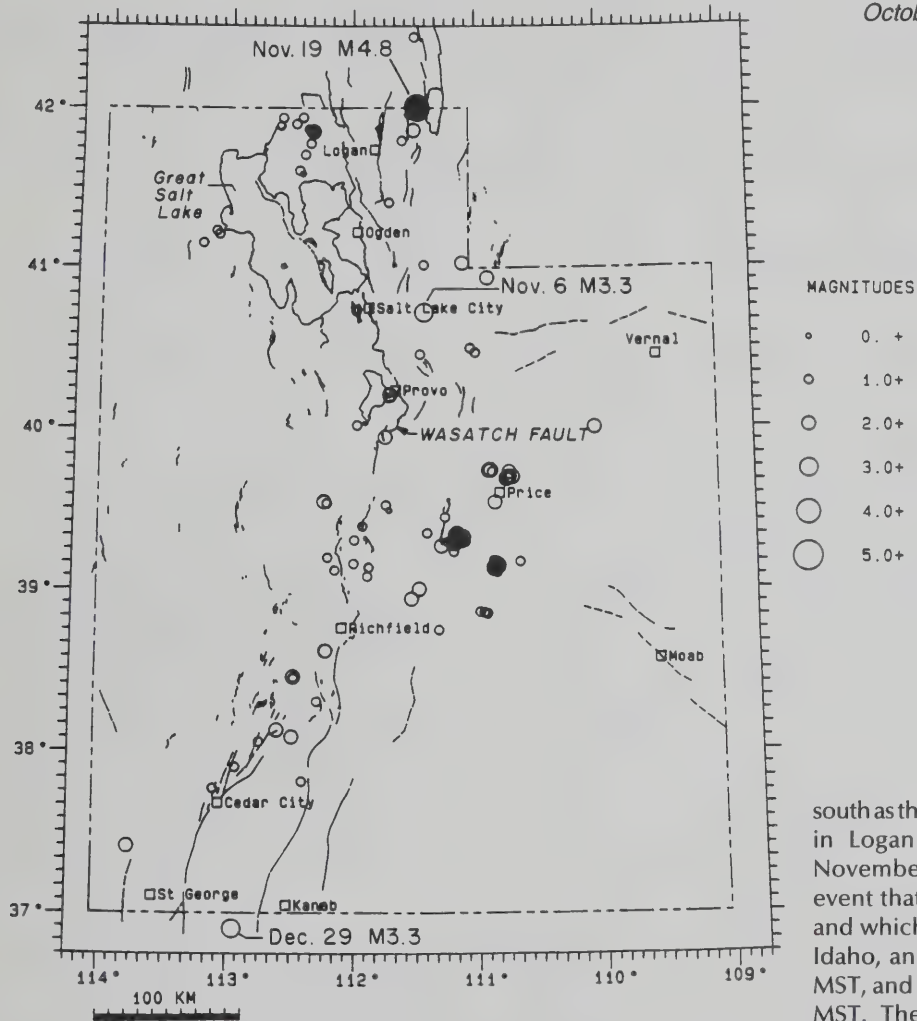 Octob
Nov. 19 M4.8
42°
Logan
Great
Salt
Lake
Ogden
41°
Nov. 6 M3.3
MAGNITUDES
Salt Lake City
0. +
Vernal
1.0+
Provo
2.0+
40°
WASATCH FAULT
3.0+
Price
4.0+
5.0+
39°
Richfield
Moab
38°
Cedar City
St George
Kanab
37°
Dec. 29 M3.3
114°
113°
112°
111°
110°
109°
100 KM
south as th
in Logan
November
event that
and which
Idaho, an
MST, and
MST. The